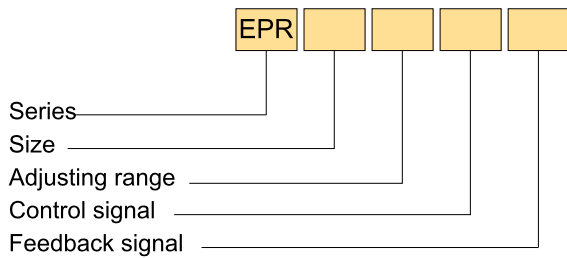 EPR
Series
Size
Adjusting range
Control signal
Feedback signal